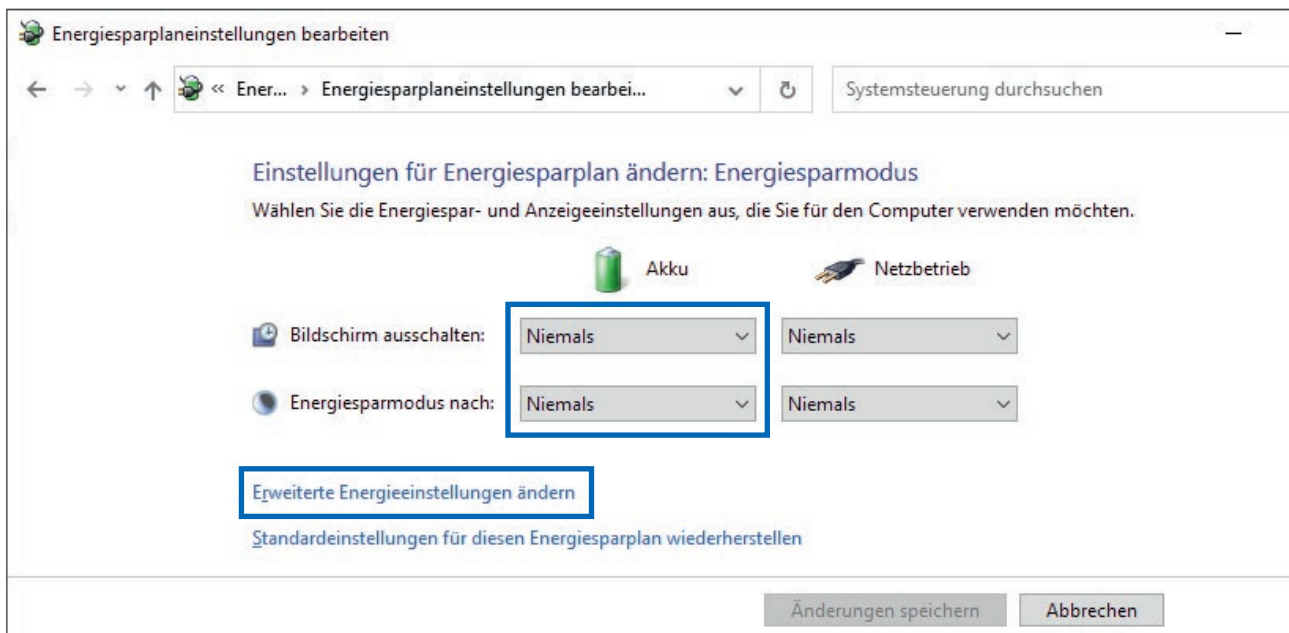 Energiesparplaneinstellungen bearbeiten
« Ener... › Energiesparplaneinstellungen bearbei... Systemsteuerung durchsuchen
Einstellungen für Energiesparplan ändern: Energiesparmodus
Wählen Sie die Energiespar- und Anzeigeeinstellungen aus, die Sie für den Computer verwenden möchten.
Akku Netzbetrieb
Bildschirm ausschalten: Niemals Niemals
Energiesparmodus nach: Niemals Niemals
Erweiterte Energieeinstellungen ändern
Standardeinstellungen für diesen Energiesparplan wiederherstellen
Änderungen speichern Abbrechen